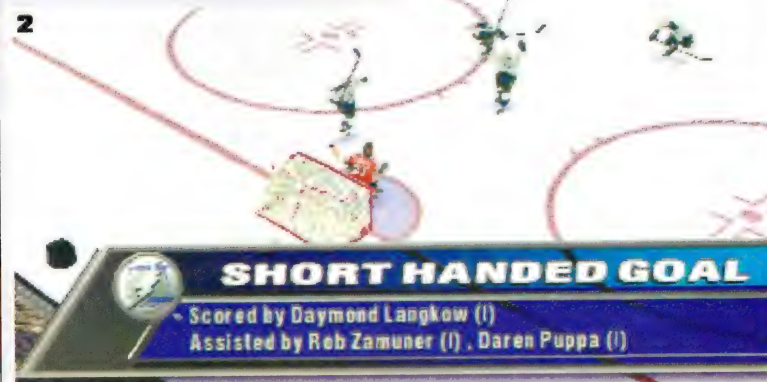 2
SHORT HANDED GOAL
- Scored by Daymond Langkow (1)
Assisted by Rob Zamuner (1) , Daren Puppa (1)